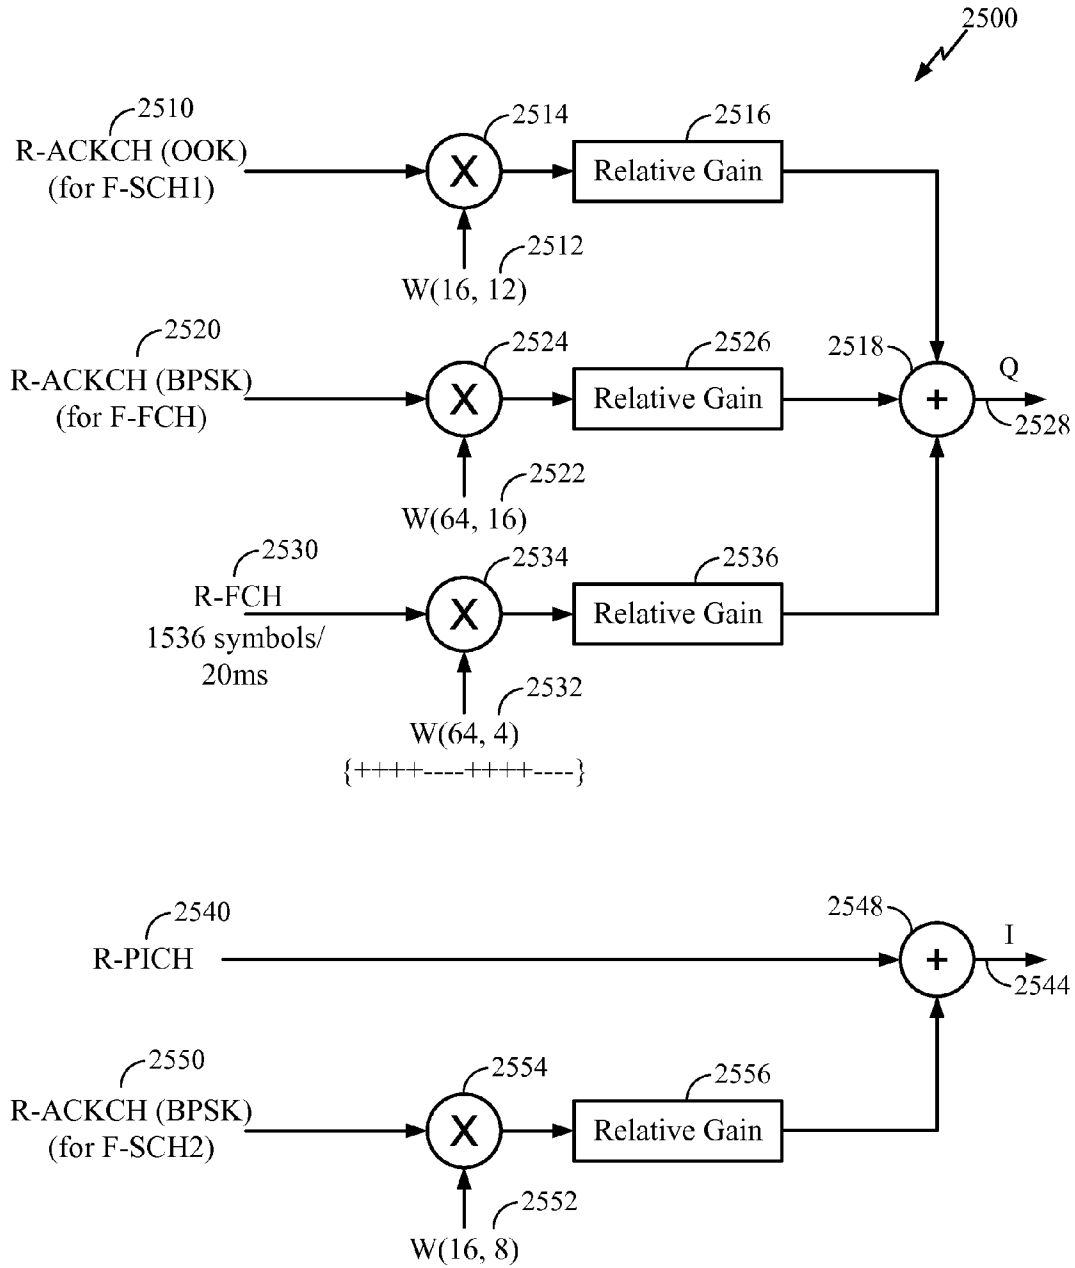 2500
2510
R-ACKCH (OOK)
(for F-SCH1)
2514
X
2516
Relative Gain
2512
W(16, 12)
2520
R-ACKCH (BPSK)
(for F-FCH)
2524
X
2526
Relative Gain
2518
+
Q
2528
2522
W(64, 16)
2530
R-FCH
1536 symbols/
20ms
2534
X
2536
Relative Gain
2532
W(64, 4)
{++++-----++++----}
2540
R-PICH
2548
+
I
2544
2550
R-ACKCH (BPSK)
(for F-SCH2)
2554
X
2556
Relative Gain
2552
W(16, 8)